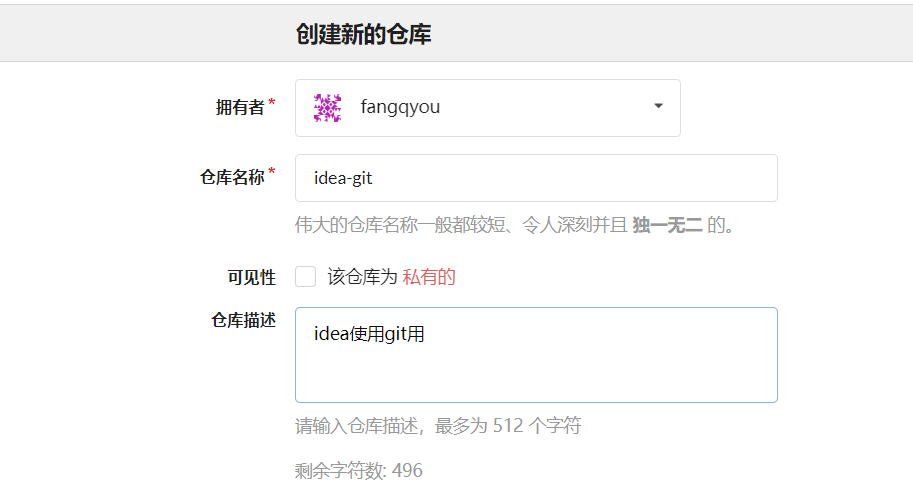 创建新的仓库
拥有者* fangqyou
仓库名称* idea-git
伟大的仓库名称一般都较短、令人深刻并且 独一无二 的。
可见性 该仓库为 私有的
仓库描述 idea使用git用
请输入仓库描述，最多为 512 个字符
剩余字符数: 496